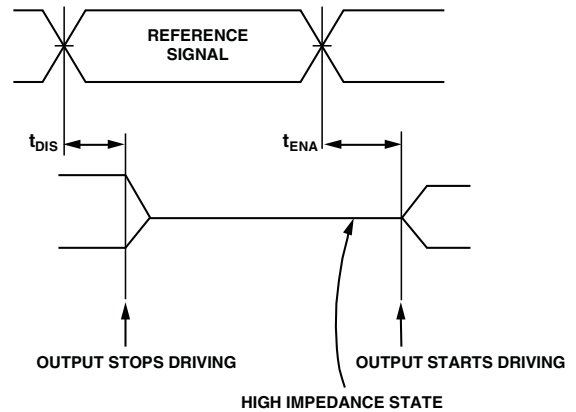 REFERENCE
SIGNAL
tDIS
tENA
OUTPUT STOPS DRIVING
OUTPUT STARTS DRIVING
HIGH IMPEDANCE STATE